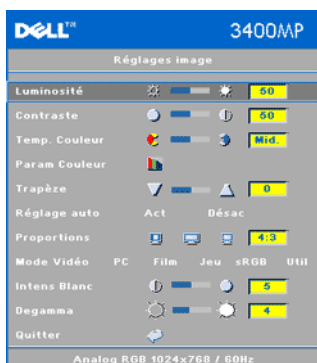 DELL™ 3400MP
Réglages image
Luminosité 50
Contraste 50
Temp. Couleur Mid.
Param Couleur
Trapèze 0
Réglage auto Act Désac
Proportions 4:3
Mode Vidéo PC Film Jeu sRGB Util
Intens Blanc 5
Degamma 4
Quitter
Analog RGB 1024x768 / 60Hz